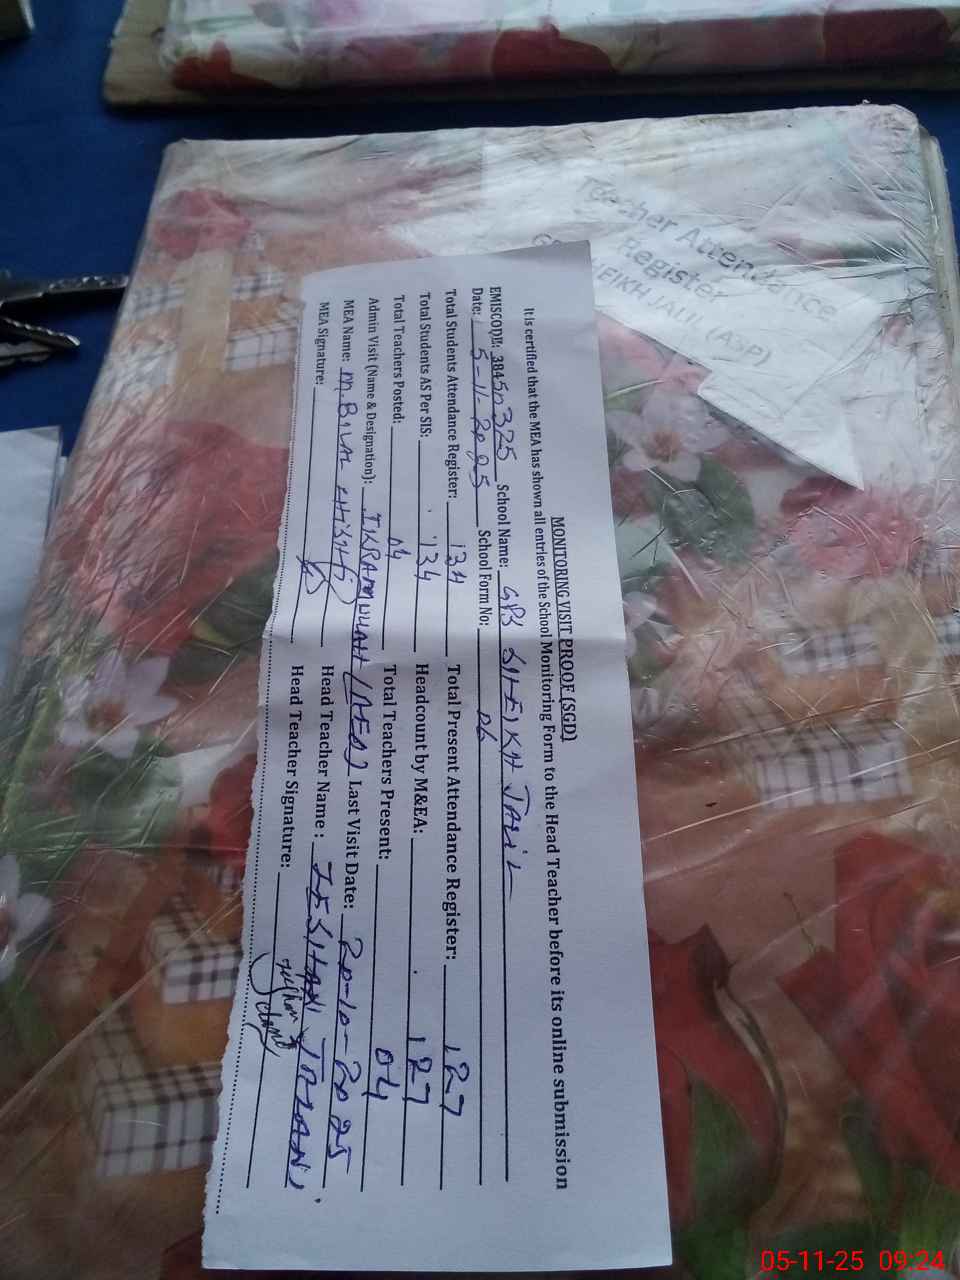 Teacher Attendance
Register
SHEIKH JALIL (A313)
MONITORING VISIT PROOF (SGD)
It is certified that the MEA has shown all entries of the School Monitoring Form to the Head Teacher before its online submission
EMISCODE: 38450325 School Name: GPS SHEIKH JALIL
Date: 5-11-2025 School Form No: 06
Total Students Attendance Register: 134 Total Present Attendance Register: 127
Total Students AS Per SIS: 134 Headcount by M&EA: 127
Total Teachers Posted: 04 Total Teachers Present: 04
Admin Visit (Name & Designation): IKRAMULLAH (AEO) Last Visit Date: 20-10-2025
MEA Name: M. BILAL CHISHTI Head Teacher Name :
MEA Signature: Head Teacher Signature:
05-11-25 09:24